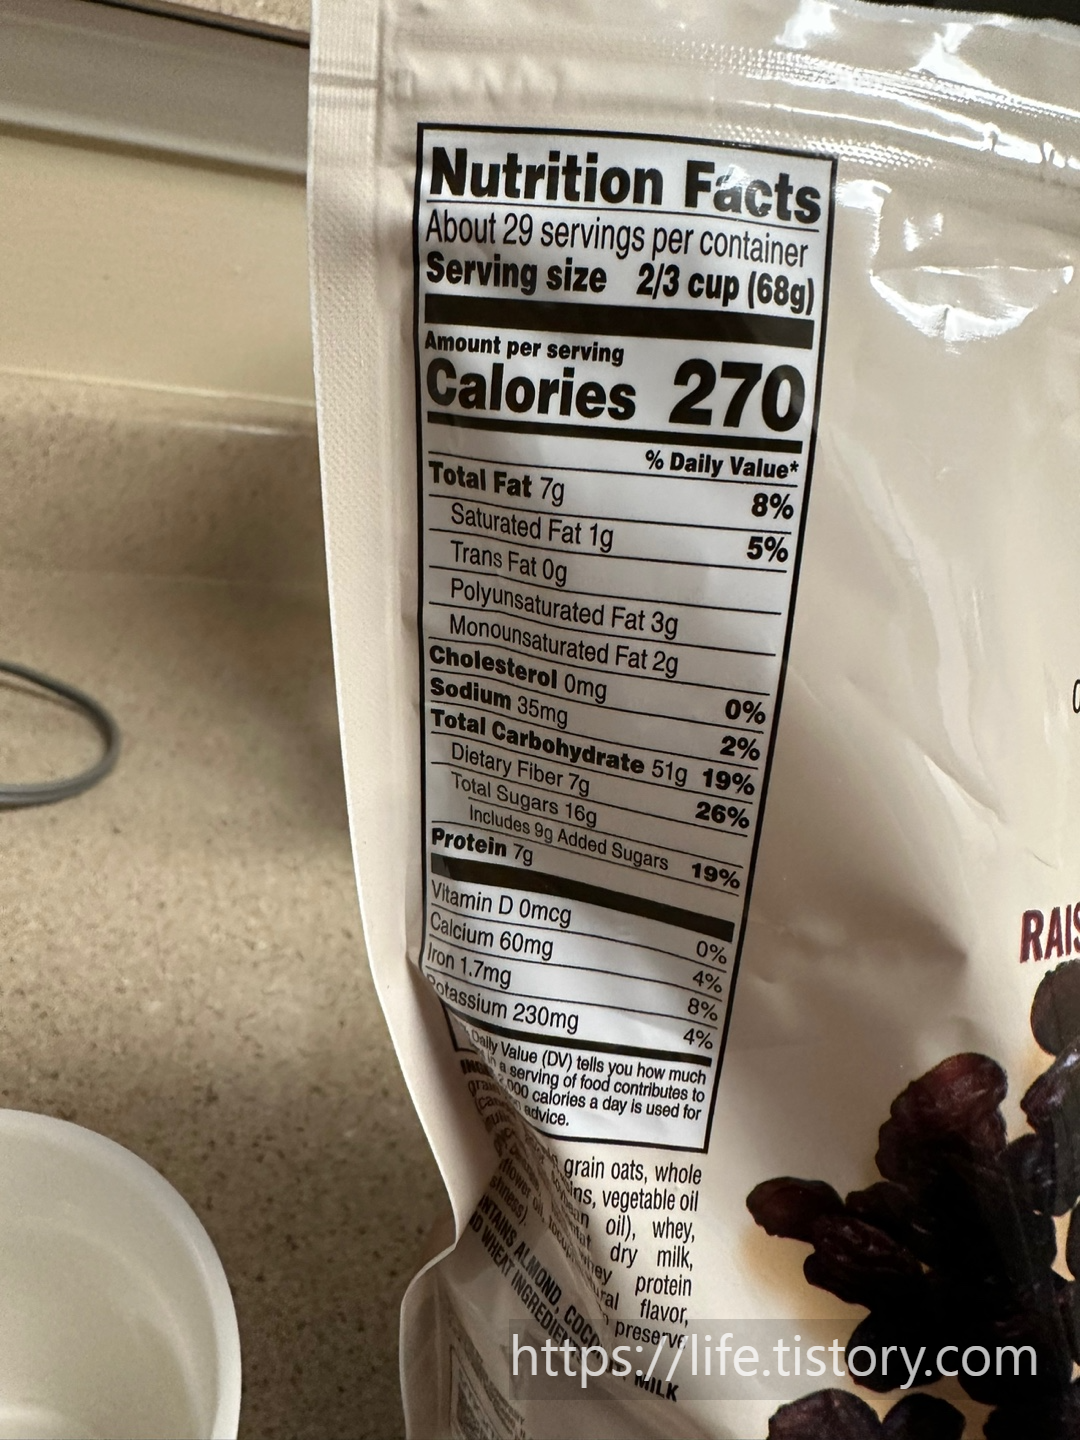 Nutrition Facts
About 29 servings per container
Serving size 2/3 cup (68g)
Amount per serving
Calories 270
% Daily Value*
Total Fat 7g 8%
Saturated Fat 1g 5%
Trans Fat 0g
Polyunsaturated Fat 3g
Monounsaturated Fat 2g
Cholesterol 0mg 0%
Sodium 35mg 2%
Total Carbohydrate 51g 19%
Dietary Fiber 7g 26%
Total Sugars 16g
Includes 9g Added Sugars 19%
Protein 7g
Vitamin D 0mcg 0%
Calcium 60mg 4%
Iron 1.7mg 8%
Potassium 230mg 4%
Daily Value (DV) tells you how much
in a serving of food contributes to
calories a day is used for
advice.
grain oats, whole
vegetable oil
oil), whey,
dry milk,
protein
flavor,
ALMOND,
WHEAT
MILK
https://life.tistory.com